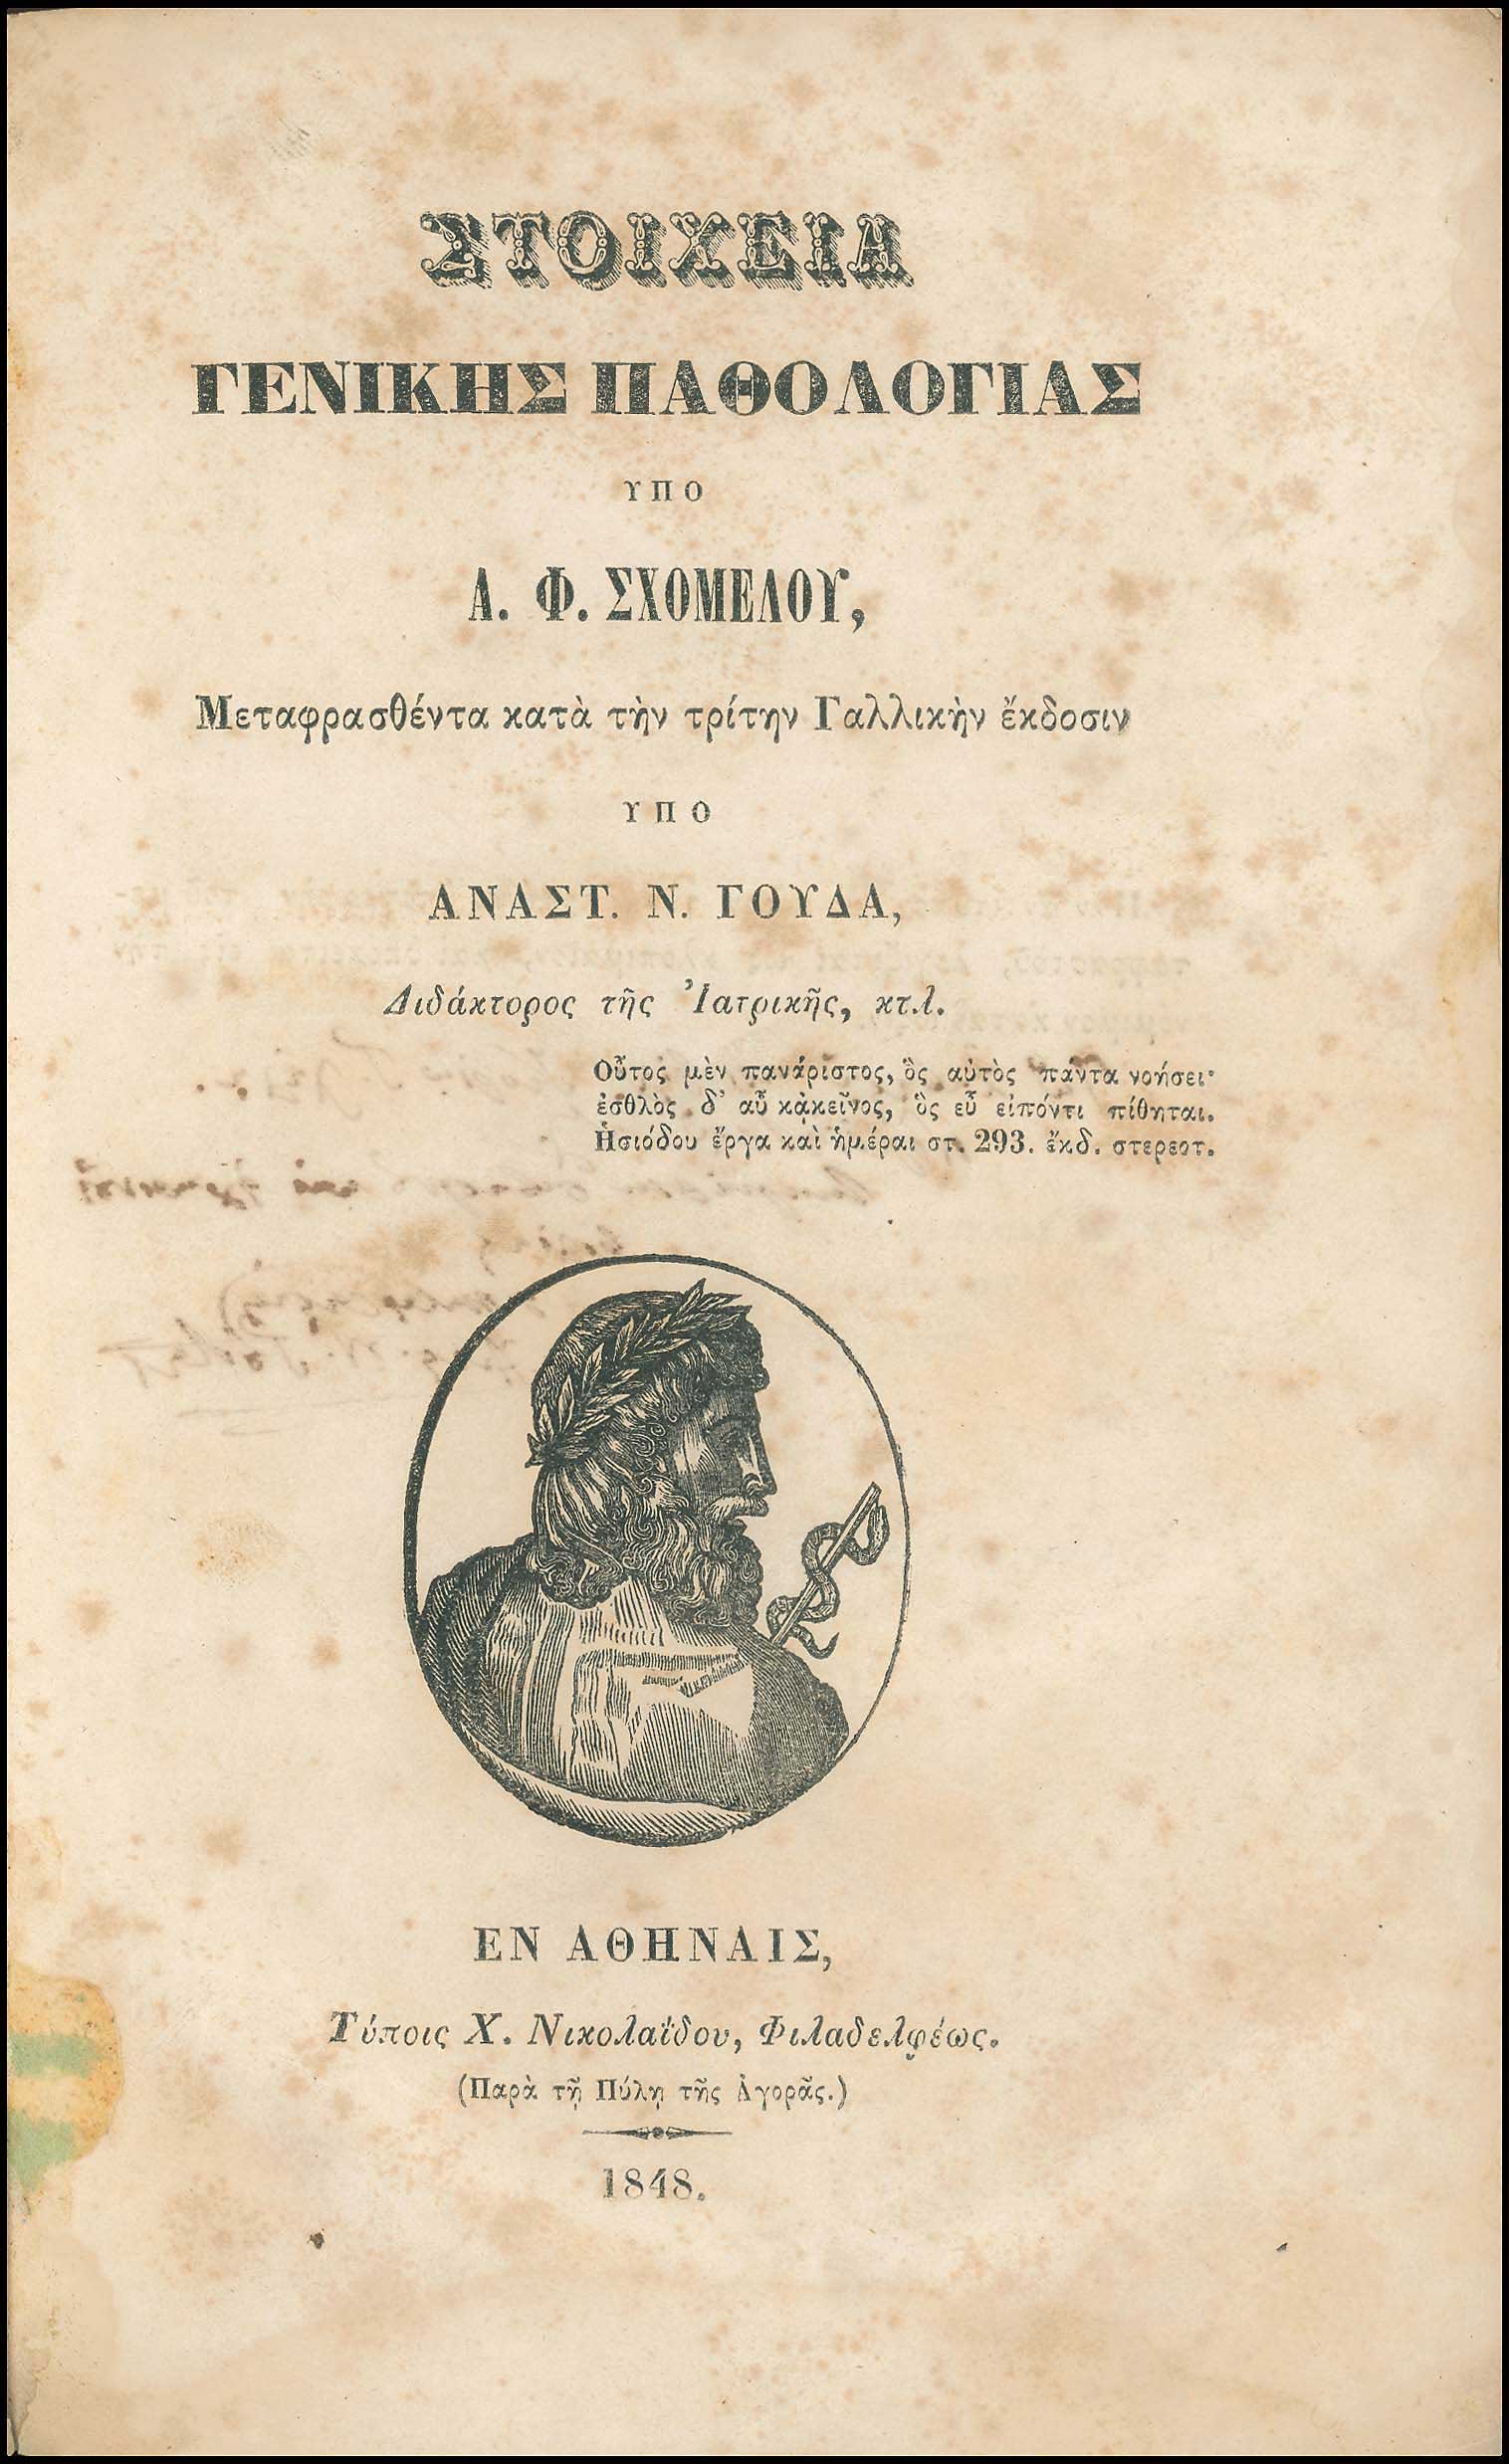 ΣΤΟΙΧΕΙΑ
ΓΕΝΙΚΗΣ ΠΑΘΟΛΟΓΙΑΣ
ΥΠΟ
Α. Φ. ΣΧΟΜΕΛΟΥ,
Μεταφρασθέντα κατὰ τὴν τρίτην Γαλλικὴν ἔκδοσιν
ΥΠΟ
ΑΝΑΣΤ. Ν. ΓΟΥΔΑ,
Διδάκτορος τῆς Ἰατρικῆς, κτλ.
Οὗτος μὲν πανάριστος, ὃς αὐτὸς πάντα νοήσει·
ἐσθλὸς δ' αὖ κᾀκεῖνος, ὃς εὖ εἰπόντι πίθηται.
Ἡσιόδου ἔργα καὶ ἡμέραι στ. 293. ἔκδ. στερεοτ.
ΕΝ ΑΘΗΝΑΙΣ,
Τύποις Χ. Νικολαΐδου, Φιλαδελφέως.
(Παρὰ τῇ Πύλῃ τῆς Ἀγορᾶς.)
1848.